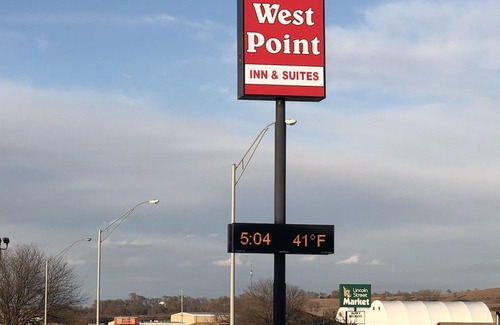 West
Point
INN & SUITES
5:04 41°F
Lincoln
Street
Market